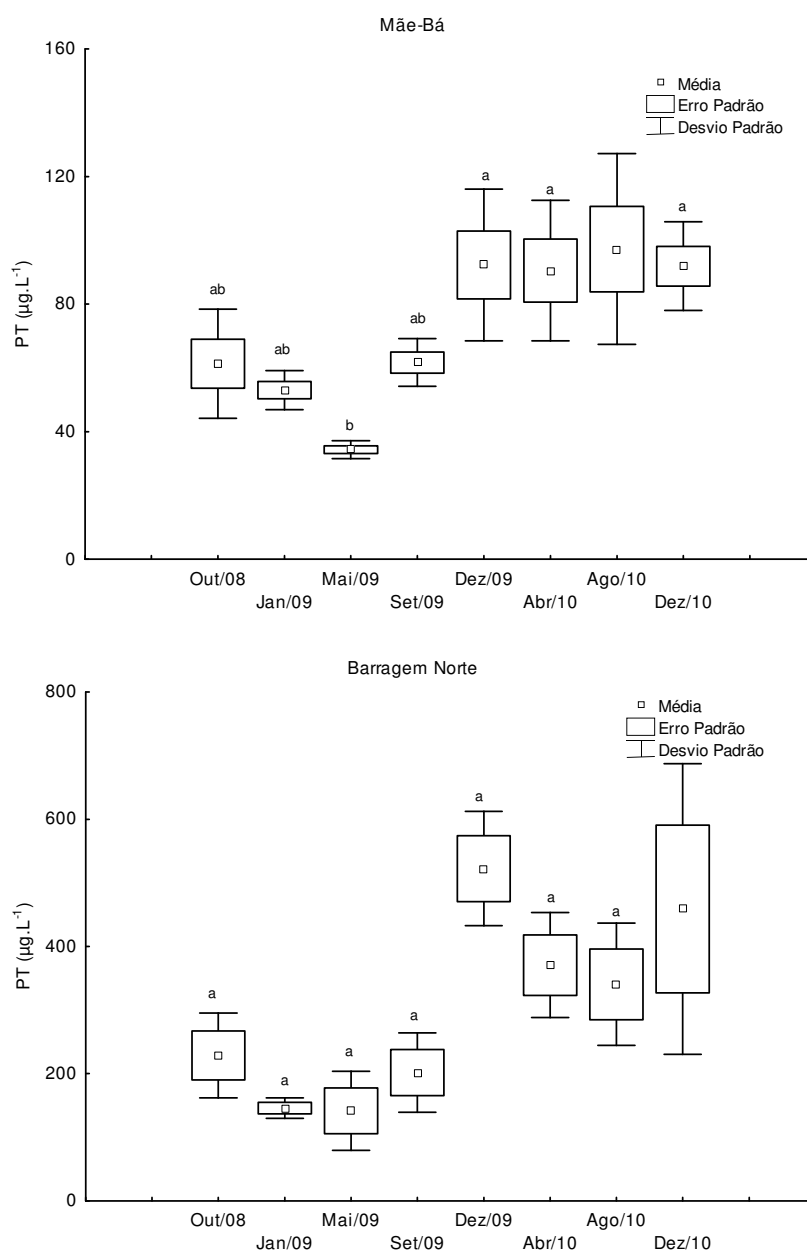 Mãe-Bá
160
120
80
40
0
PT (µg.L⁻¹)
Média
Erro Padrão
Desvio Padrão
ab
ab
b
ab
a
a
a
Out/08
Mai/09
Dez/09
Ago/10
Jan/09
Set/09
Abr/10
Dez/10
Barragem Norte
800
600
400
200
0
PT (µg.L⁻¹)
Média
Erro Padrão
Desvio Padrão
a
a
a
a
a
a
a
Out/08
Mai/09
Dez/09
Ago/10
Jan/09
Set/09
Abr/10
Dez/10